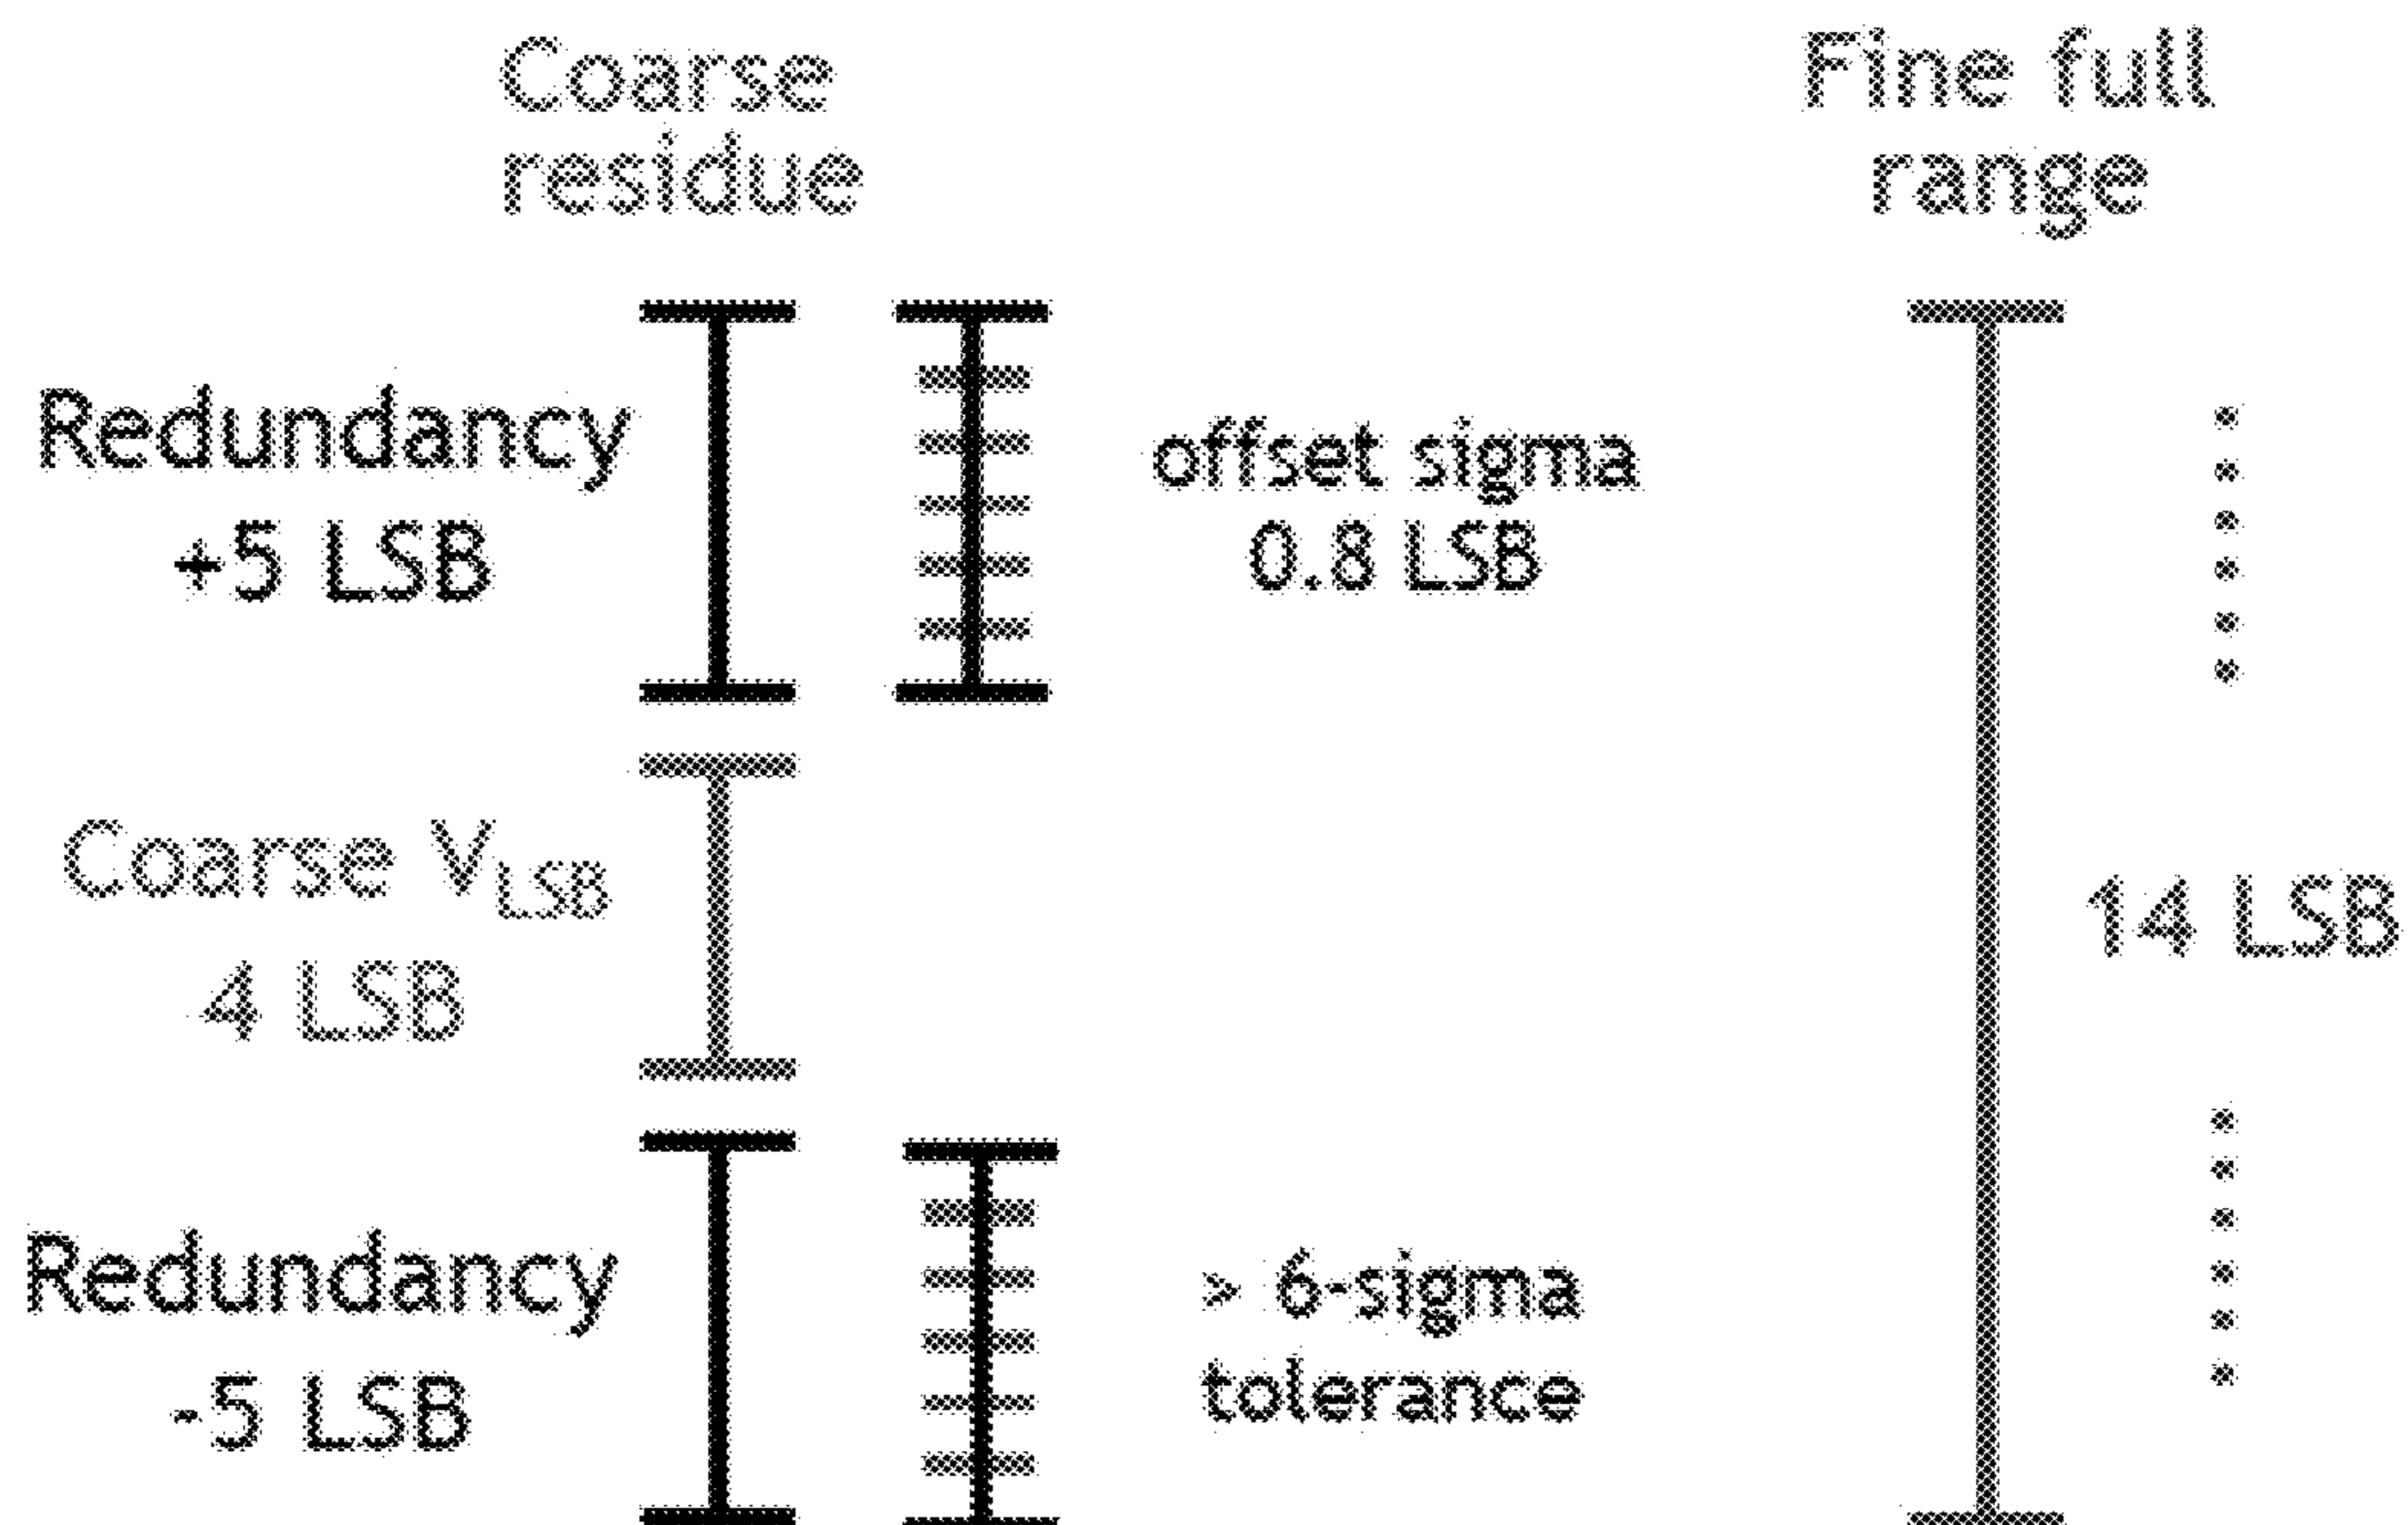 Coarse
residue
Fine full
range
Redundancy
+5 LSB
offset sigma
0.8 LSB
Coarse VLSB
4 LSB
14 LSB
Redundancy
-5 LSB
> 6-sigma
tolerance